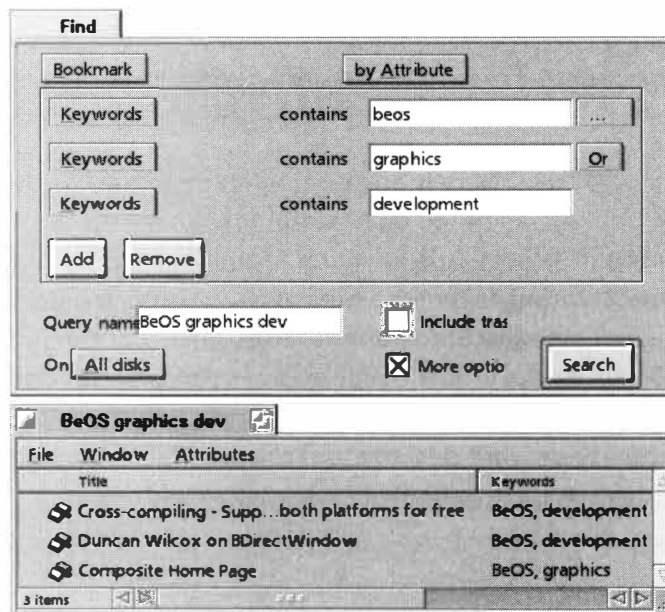 Find
Bookmark by Attribute
Keywords contains beos ...
Keywords contains graphics Or
Keywords contains development
Add Remove
Query name BeOS graphics dev Include tras
On All disks More optio Search
BeOS graphics dev
File Window Attributes
Title Keywords
Cross-compiling - Supp...both platforms for free BeOS, development
Duncan Wilcox on BDirectWindow BeOS, development
Composite Home Page BeOS, graphics
3 items